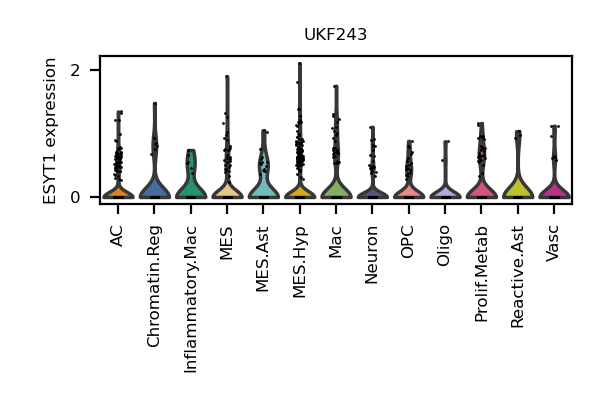 UKF243
ESYT1 expression
2
0
AC
Chromatin.Reg
Inflammatory.Mac
MES
MES.Ast
MES.Hyp
Mac
Neuron
OPC
Oligo
Prolif.Metab
Reactive.Ast
Vasc